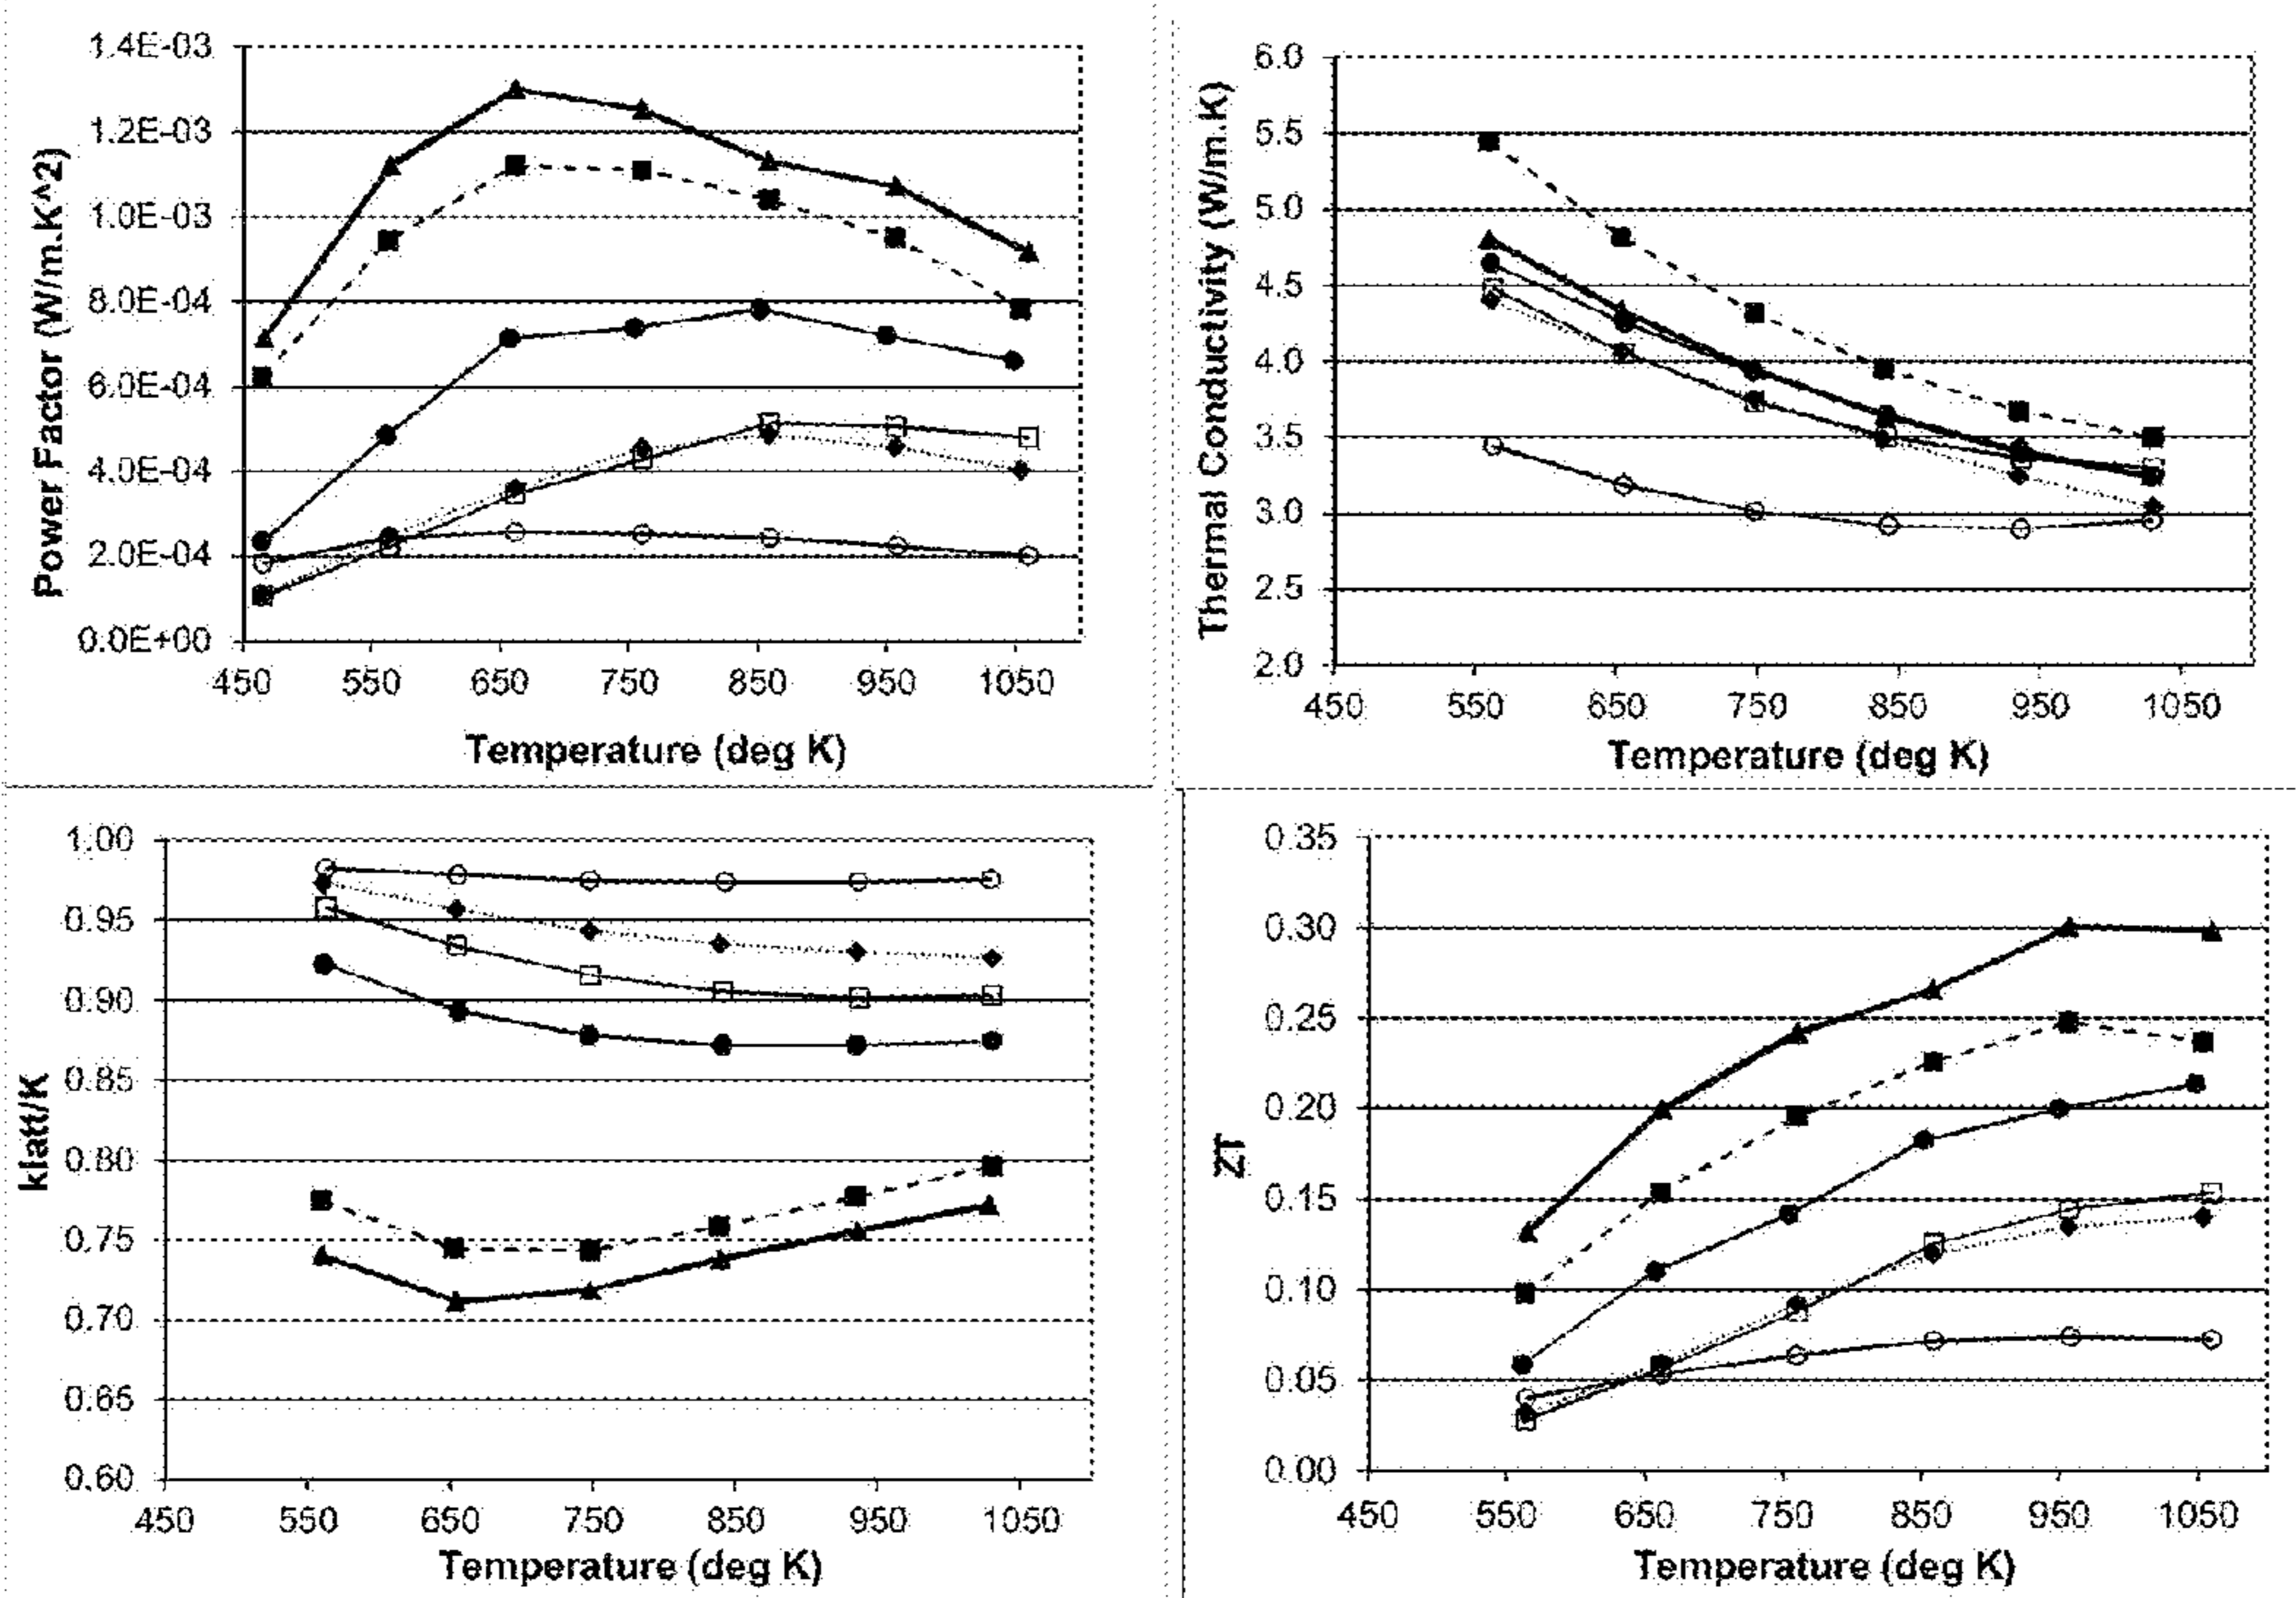 1.4E-03
1.2E-03
1.0E-03
8.0E-04
6.0E-04
4.0E-04
2.0E-04
0.0E+00
Power Factor (W/m.K^2)
450 550 650 750 850 950 1050
Temperature (deg K)
6.0
5.5
5.0
4.5
4.0
3.5
3.0
2.5
2.0
Thermal Conductivity (W/m.K)
450 550 650 750 850 950 1050
Temperature (deg K)
1.00
0.95
0.90
0.85
0.80
0.75
0.70
0.65
0.60
klatt/K
450 550 650 750 850 950 1050
Temperature (deg K)
0.35
0.30
0.25
0.20
0.15
0.10
0.05
0.00
ZT
450 550 650 750 850 950 1050
Temperature (deg K)